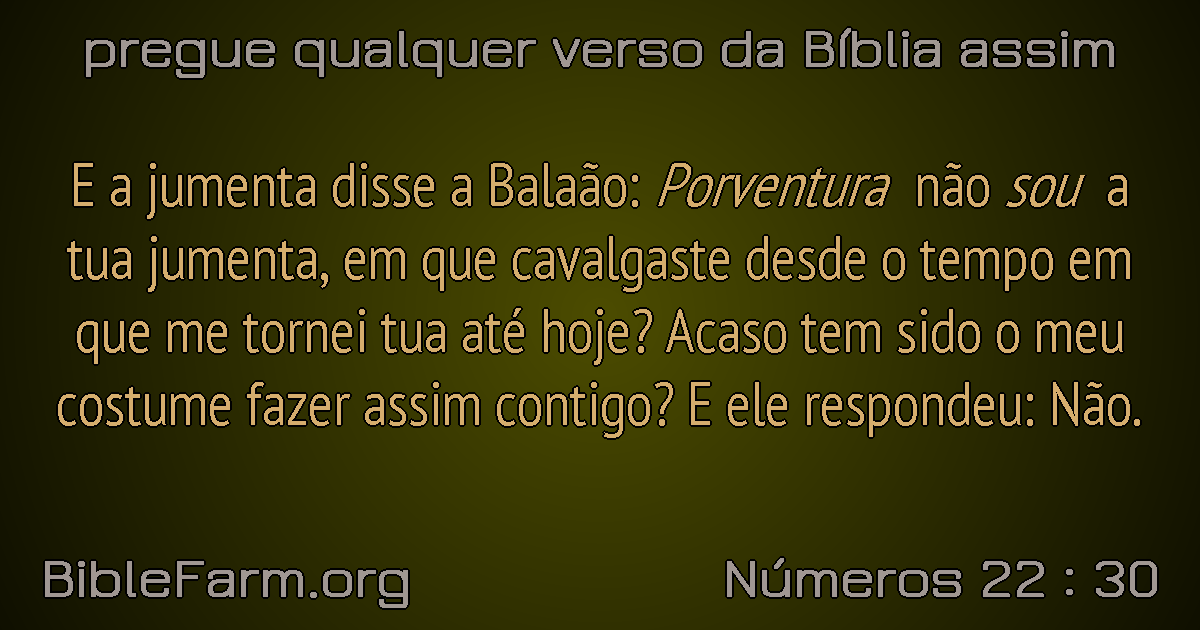 pregue qualquer verso da Bíblia assim
E a jumenta disse a Balaão: Porventura não sou a
tua jumenta, em que cavalgaste desde o tempo em
que me tornei tua até hoje? Acaso tem sido o meu
costume fazer assim contigo? E ele respondeu: Não.
BibleFarm.org
Números 22 : 30